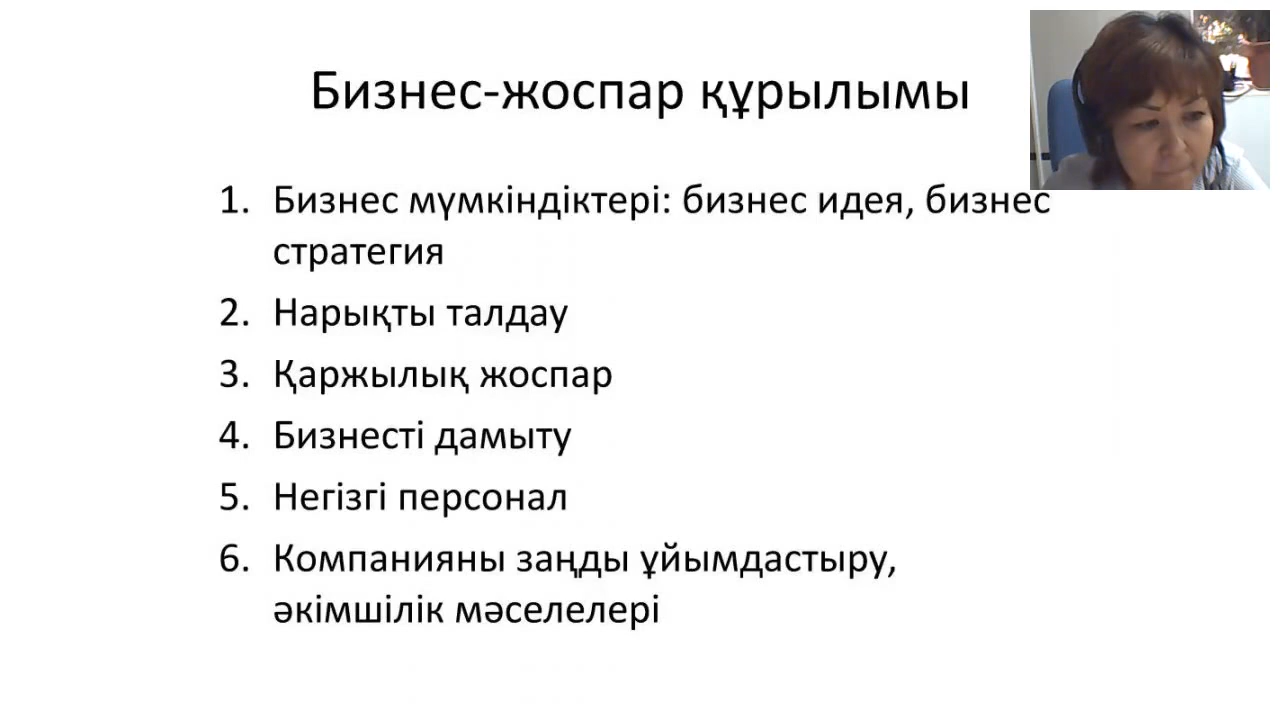 Бизнес-жоспар құрылымы
1. Бизнес мүмкіндіктері: бизнес идея, бизнес
стратегия
2. Нарықты талдау
3. Қаржылық жоспар
4. Бизнесті дамыту
5. Негізгі персонал
6. Компанияны заңды ұйымдастыру,
әкімшілік мәселелері